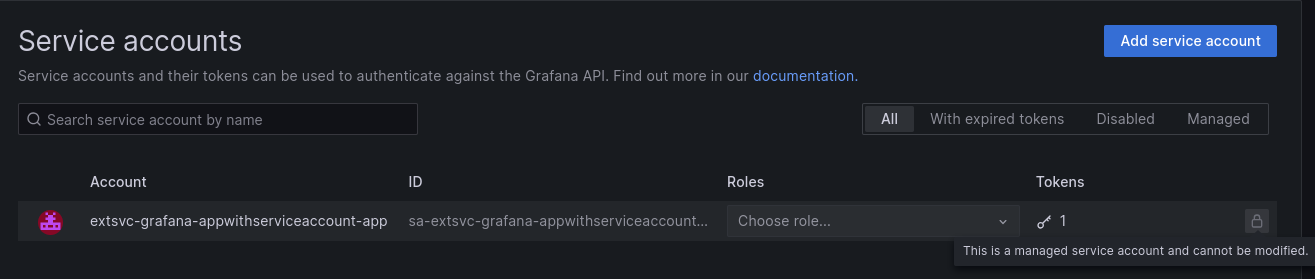 Service accounts
Add service account
Service accounts and their tokens can be used to authenticate against the Grafana API. Find out more in our documentation.
Search service account by name
All With expired tokens Disabled Managed
Account ID Roles Tokens
extsvc-grafana-appwithserviceaccount-app sa-extsvc-grafana-appwithserviceaccount... Choose role... 1
This is a managed service account and cannot be modified.